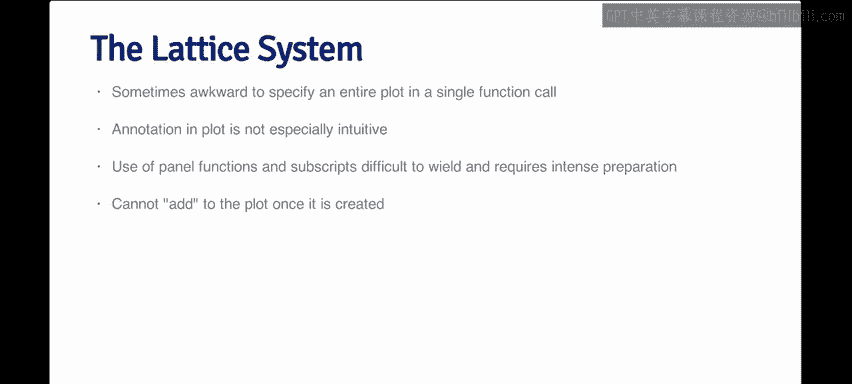 GPT中英字幕课程资源@bilibili.com
The Lattice System
· Sometimes awkward to specify an entire plot in a single function call
· Annotation in plot is not especially intuitive
· Use of panel functions and subscripts difficult to wield and requires intense preparation
· Cannot "add" to the plot once it is created